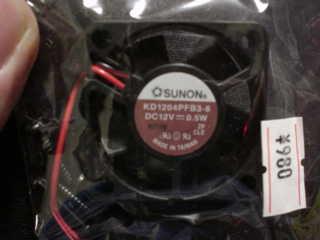 SUNON®
KD1204PFB3-8
DC12V⎓0.5W
MADE IN TAIWAN
¥980